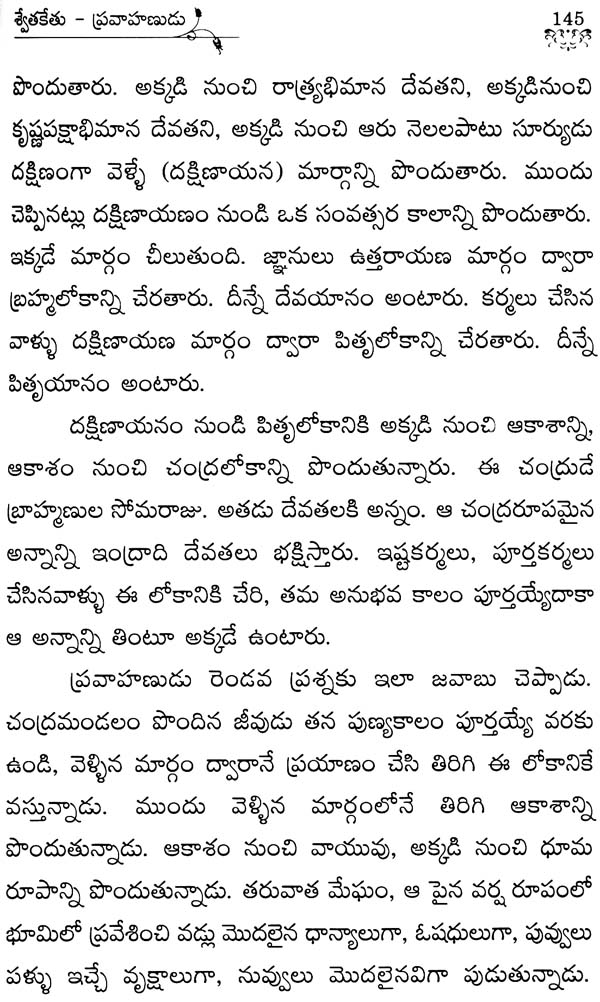 శ్వేతకేతు - ప్రవాహణుడు
145
పొందుతారు. అక్కడి నుంచి రాత్ర్యభిమాన దేవతని, అక్కడినుంచి
కృష్ణపక్షాభిమాన దేవతని, అక్కడి నుంచి ఆరు నెలలపాటు సూర్యుడు
దక్షిణంగా వెళ్ళే (దక్షిణాయన) మార్గాన్ని పొందుతారు. ముందు
చెప్పినట్లు దక్షిణాయణం నుండి ఒక సంవత్సర కాలాన్ని పొందుతారు.
ఇక్కడే మార్గం చీలుతుంది. జ్ఞానులు ఉత్తరాయణ మార్గం ద్వారా
బ్రహ్మలోకాన్ని చేరతారు. దీన్నే దేవయానం అంటారు. కర్మలు చేసిన
వాళ్ళు దక్షిణాయణ మార్గం ద్వారా పితృలోకాన్ని చేరతారు. దీన్నే
పితృయానం అంటారు.
దక్షిణాయనం నుండి పితృలోకానికి అక్కడి నుంచి ఆకాశాన్ని,
ఆకాశం నుంచి చంద్రలోకాన్ని పొందుతున్నారు. ఈ చంద్రుడే
బ్రాహ్మణుల సోమరాజు. అతడు దేవతలకి అన్నం. ఆ చంద్రరూపమైన
అన్నాన్ని ఇంద్రాది దేవతలు భక్షిస్తారు. ఇష్టకర్మలు, పూర్తకర్మలు
చేసినవాళ్ళు ఈ లోకానికి చేరి, తమ అనుభవ కాలం పూర్తయ్యేదాకా
ఆ అన్నాన్ని తింటూ అక్కడే ఉంటారు.
ప్రవాహణుడు రెండవ ప్రశ్నకు ఇలా జవాబు చెప్పాడు.
చంద్రమండలం పొందిన జీవుడు తన పుణ్యకాలం పూర్తయ్యే వరకు
ఉండి, వెళ్ళిన మార్గం ద్వారానే ప్రయాణం చేసి తిరిగి ఈ లోకానికే
వస్తున్నాడు. ముందు వెళ్ళిన మార్గంలోనే తిరిగి ఆకాశాన్ని
పొందుతున్నాడు. ఆకాశం నుంచి వాయువు, అక్కడి నుంచి ధూమ
రూపాన్ని పొందుతున్నాడు. తరువాత మేఘం, ఆ పైన వర్ష రూపంలో
భూమిలో ప్రవేశించి వడ్లు మొదలైన ధాన్యాలుగా, ఓషధులుగా, పువ్వులు
పళ్ళు ఇచ్చే వృక్షాలుగా, నువ్వులు మొదలైనవిగా పుడుతున్నాడు.